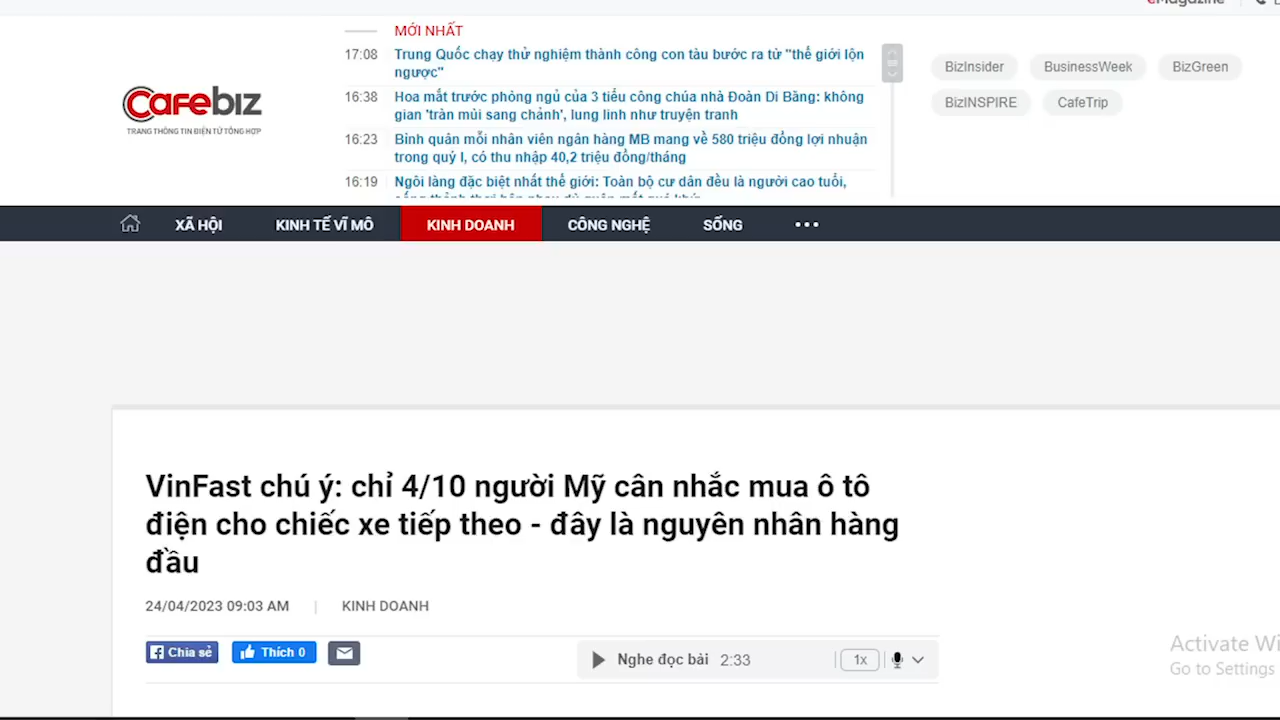 eMagazine
MỚI NHẤT
17:08 Trung Quốc chạy thử nghiệm thành công con tàu bước ra từ "thế giới lộn
ngược"
16:38 Hoa mắt trước phòng ngủ của 3 tiểu công chúa nhà Đoàn Di Băng: không
gian 'tràn mùi sang chảnh', lung linh như truyện tranh
16:23 Bình quân mỗi nhân viên ngân hàng MB mang về 580 triệu đồng lợi nhuận
trong quý I, có thu nhập 40,2 triệu đồng/tháng
16:19 Ngôi làng đặc biệt nhất thế giới: Toàn bộ cư dân đều là người cao tuổi,
Cafebiz
TRANG THÔNG TIN ĐIỆN TỬ TỔNG HỢP
BizInsider BusinessWeek BizGreen
BizINSPIRE CafeTrip
XÃ HỘI KINH TẾ VĨ MÔ KINH DOANH CÔNG NGHỆ SỐNG
VinFast chú ý: chỉ 4/10 người Mỹ cân nhắc mua ô tô
điện cho chiếc xe tiếp theo - đây là nguyên nhân hàng
đầu
24/04/2023 09:03 AM | KINH DOANH
Chia sẻ Thích 0
Nghe đọc bài 2:33 1x
Activate Wi
Go to Settings